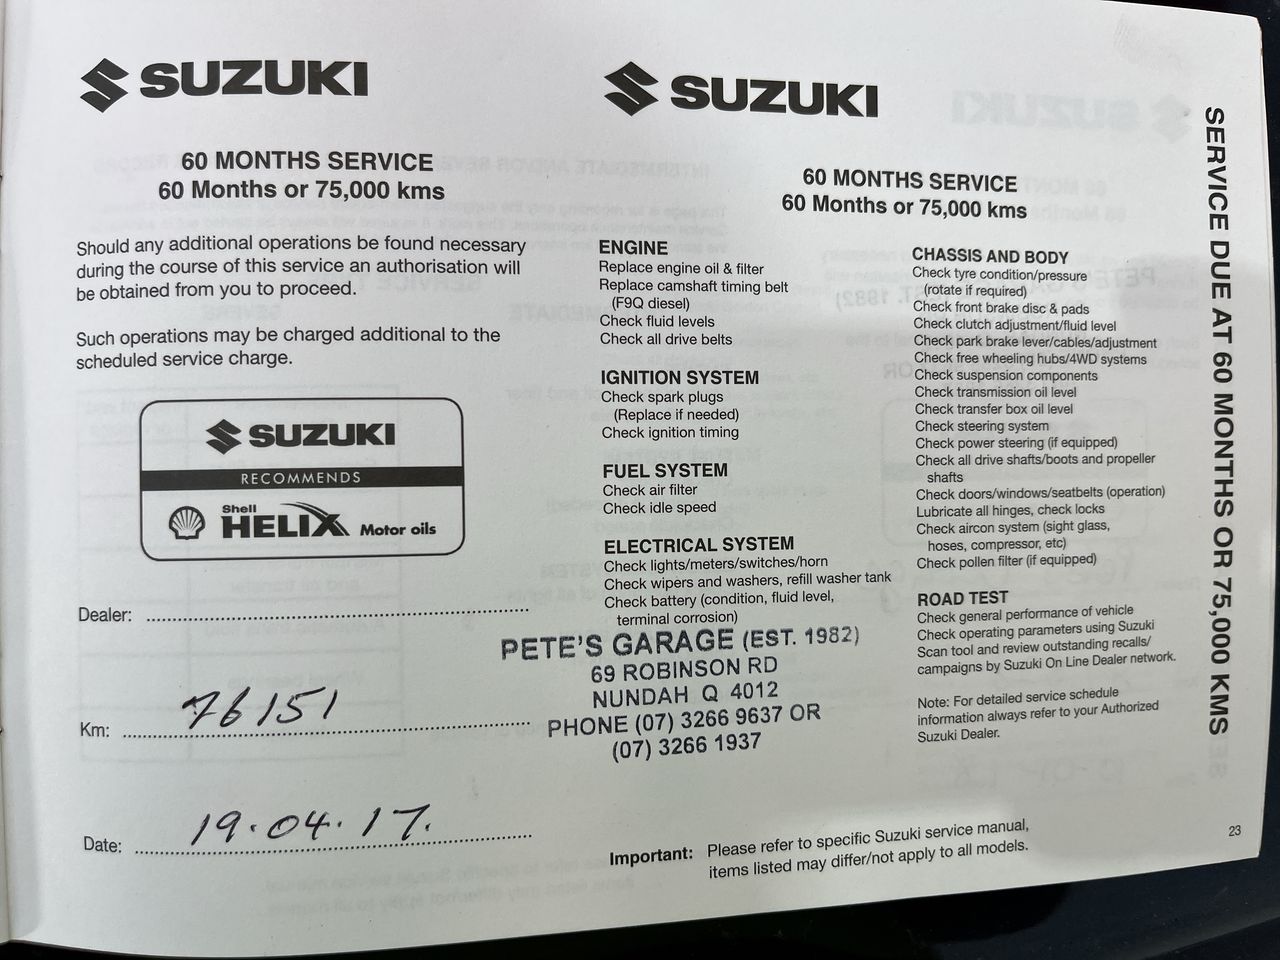 SUZUKI
60 MONTHS SERVICE
60 Months or 75,000 kms
Should any additional operations be found necessary
during the course of this service an authorisation will
be obtained from you to proceed.
Such operations may be charged additional to the
scheduled service charge.
SUZUKI
RECOMMENDS
Shell
HELIX Motor oils
Dealer:
Km: 76151
Date: 19.04.17.
SUZUKI
60 MONTHS SERVICE
60 Months or 75,000 kms
ENGINE
Replace engine oil & filter
Replace camshaft timing belt
(F9Q diesel)
Check fluid levels
Check all drive belts
IGNITION SYSTEM
Check spark plugs
(Replace if needed)
Check ignition timing
FUEL SYSTEM
Check air filter
Check idle speed
ELECTRICAL SYSTEM
Check lights/meters/switches/horn
Check wipers and washers, refill washer tank
Check battery (condition, fluid level,
terminal corrosion)
PETE'S GARAGE (EST. 1982)
69 ROBINSON RD
NUNDAH Q 4012
PHONE (07) 3266 9637 OR
(07) 3266 1937
CHASSIS AND BODY
Check tyre condition/pressure
(rotate if required)
Check front brake disc & pads
Check clutch adjustment/fluid level
Check park brake lever/cables/adjustment
Check free wheeling hubs/4WD systems
Check suspension components
Check transmission oil level
Check transfer box oil level
Check steering system
Check power steering (if equipped)
Check all drive shafts/boots and propeller
shafts
Check doors/windows/seatbelts (operation)
Lubricate all hinges, check locks
Check aircon system (sight glass,
hoses, compressor, etc)
Check pollen filter (if equipped)
ROAD TEST
Check general performance of vehicle
Check operating parameters using Suzuki
Scan tool and review outstanding recalls/
campaigns by Suzuki On Line Dealer network.
Note: For detailed service schedule
information always refer to your Authorized
Suzuki Dealer.
Important: Please refer to specific Suzuki service manual,
items listed may differ/not apply to all models.
SERVICE DUE AT 60 MONTHS OR 75,000 KMS
23